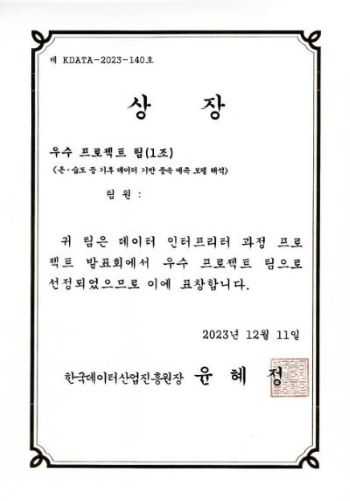 제 KDATA-2023-140호
상 장
우수 프로젝트 팀(1조)
(온·습도 등 기후 데이터 기반 풍속 예측 모델 해석)
팀 원 :
귀 팀은 데이터 인터프리터 과정 프로
젝트 발표회에서 우수 프로젝트 팀으로
선정되었으므로 이에 표창합니다.
2023년 12월 11일
한국데이터산업진흥원장 윤 혜 정